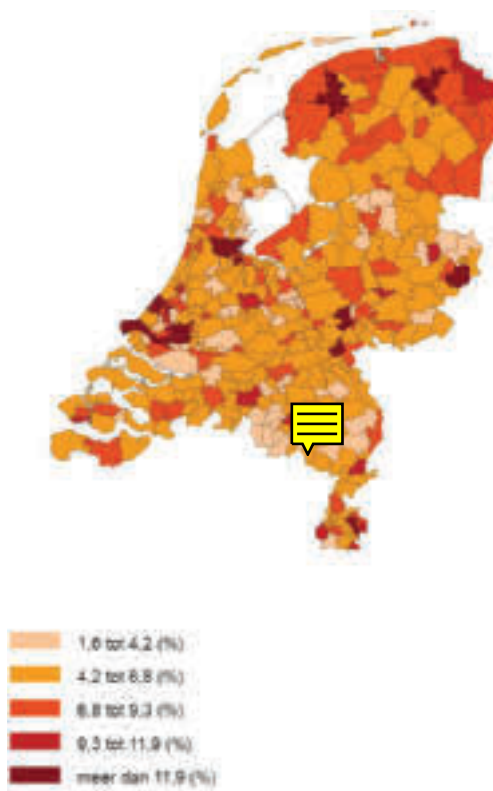 1,6 tot 4,2 (%)
4,2 tot 6,8 (%)
6,8 tot 9,3 (%)
9,3 tot 11,9 (%)
meer dan 11,9 (%)